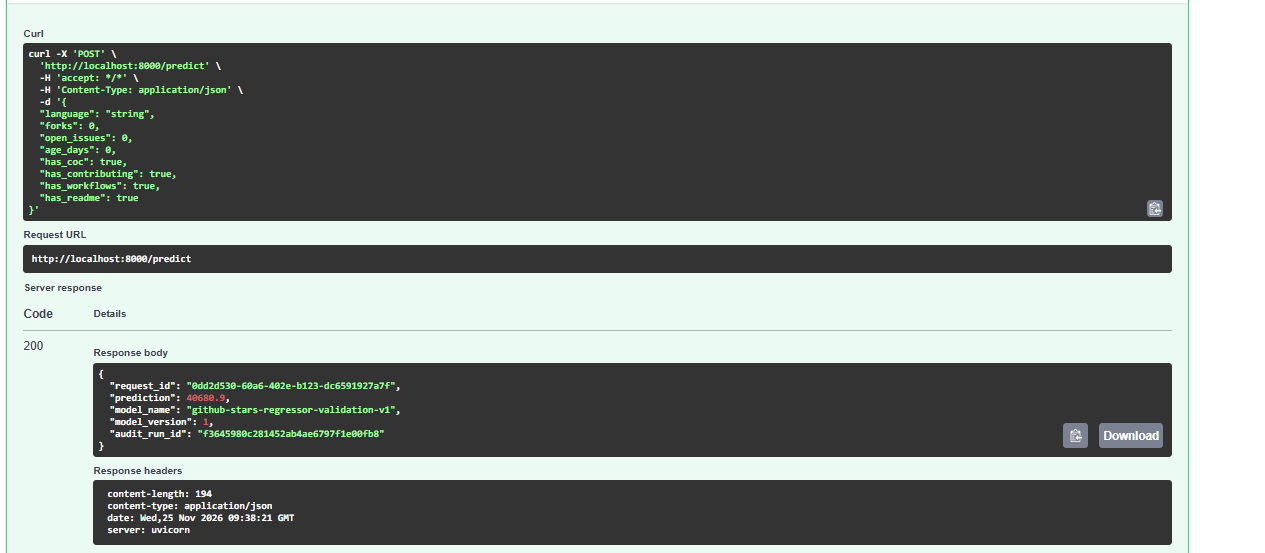 Curl
curl -X 'POST' \
'http://localhost:8000/predict' \
-H 'accept: */*' \
-H 'Content-Type: application/json' \
-d '{
"language": "string",
"forks": 0,
"open_issues": 0,
"age_days": 0,
"has_coc": true,
"has_contributing": true,
"has_workflows": true,
"has_readme": true
}'
Request URL
http://localhost:8000/predict
Server response
Code Details
200
Response body
{
"request_id": "0dd2d530-60a6-402e-b123-dc6591927a7f",
"prediction": 40680.9,
"model_name": "github-stars-regressor-validation-v1",
"model_version": 1,
"audit_run_id": "f3645980c281452ab4ae6797f1e00fb8"
}
Download
Response headers
content-length: 194
content-type: application/json
date: Wed,25 Nov 2026 09:38:21 GMT
server: uvicorn